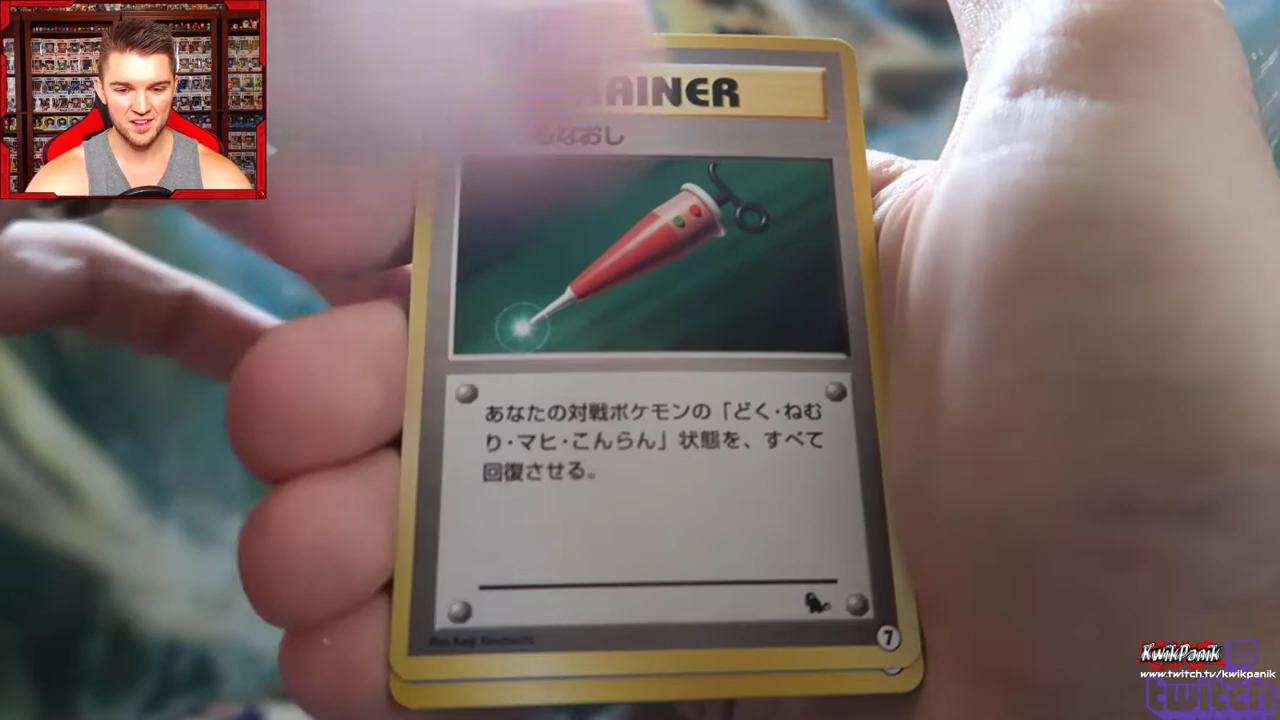 AINER
なおし
あなたの対戦ポケモンの「どく・ねむ
り・マヒ・こんらん」状態を、すべて
回復させる。
7
KwikPanik
www.twitch.tv/kwikpanik
twitch